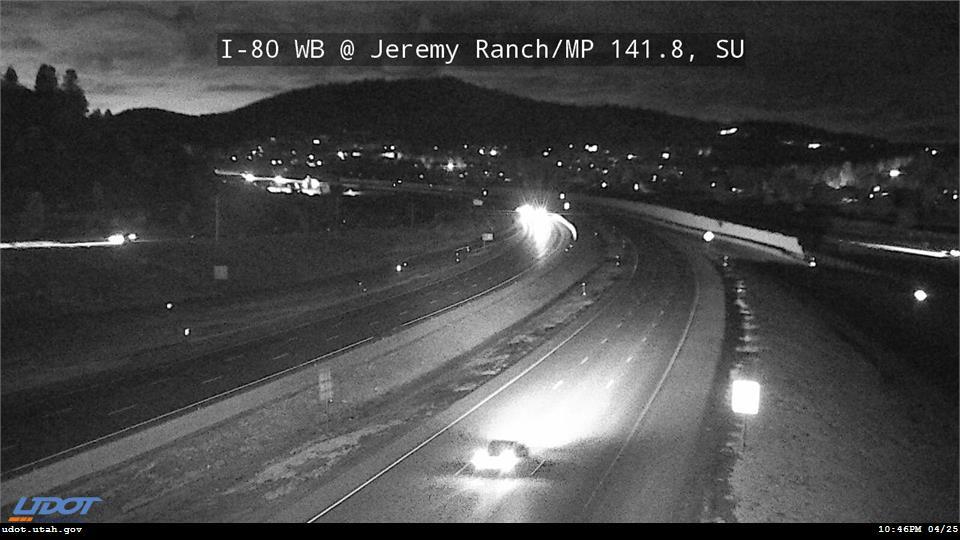 I-80 WB @ Jeremy Ranch/MP 141.8, SU
UDOT
udot.utah.gov 10:46PM 04/25